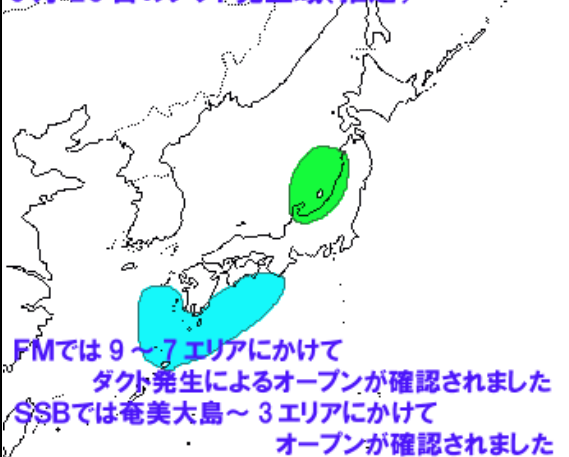 FMでは9~7エリアにかけて
ダクト発生によるオープンが確認されました
SSBでは奄美大島~3エリアにかけて
オープンが確認されました